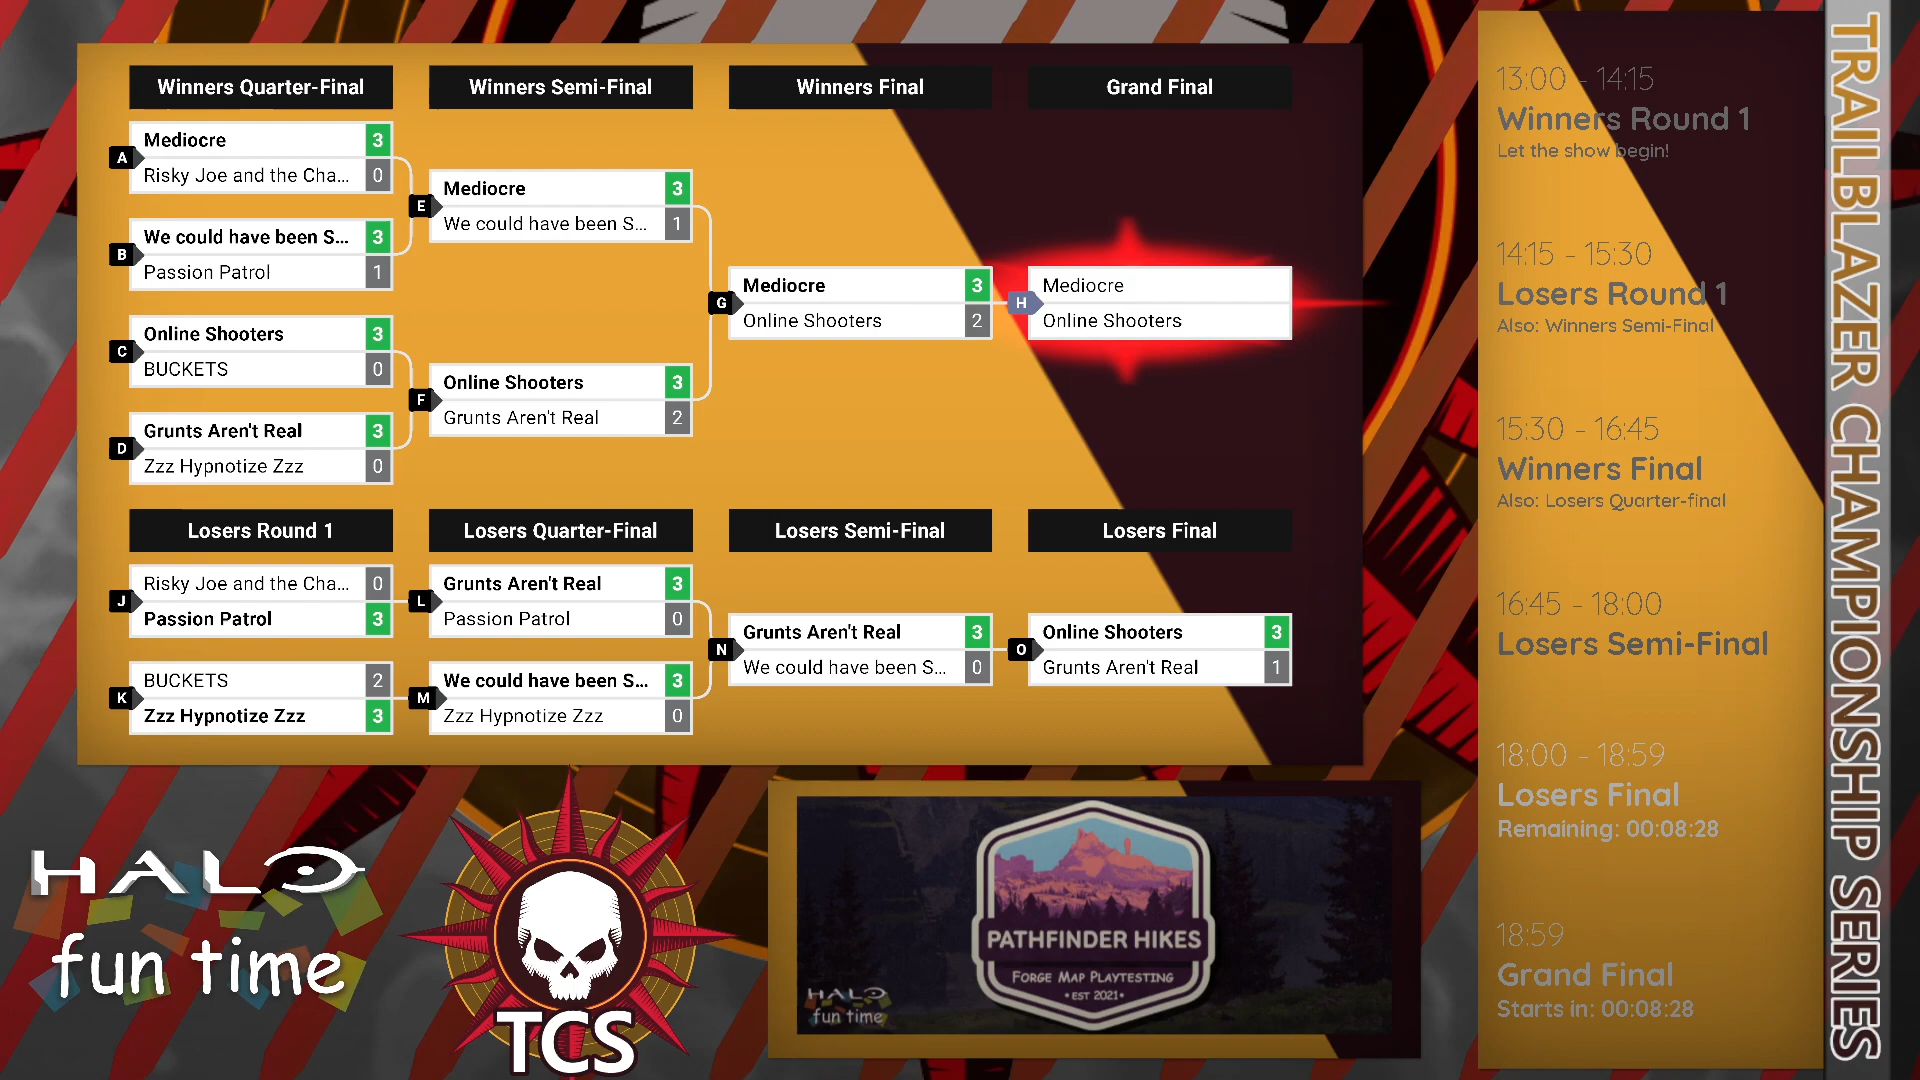 Winners Quarter-Final
A
Mediocre 3
Risky Joe and the Cha... 0
B
We could have been S... 3
Passion Patrol 1
C
Online Shooters 3
BUCKETS 0
D
Grunts Aren't Real 3
Zzz Hypnotize Zzz 0
Winners Semi-Final
E
Mediocre 3
We could have been S... 1
F
Online Shooters 3
Grunts Aren't Real 2
Winners Final
G
Mediocre 3
Online Shooters 2
Grand Final
H
Mediocre
Online Shooters
Losers Round 1
J
Risky Joe and the Cha... 0
Passion Patrol 3
K
BUCKETS 2
Zzz Hypnotize Zzz 3
Losers Quarter-Final
L
Grunts Aren't Real 3
Passion Patrol 0
M
We could have been S... 3
Zzz Hypnotize Zzz 0
Losers Semi-Final
N
Grunts Aren't Real 3
We could have been S... 0
Losers Final
O
Online Shooters 3
Grunts Aren't Real 1
HALO
fun time
TCS
PATHFINDER HIKES
FORGE MAP PLAYTESTING
• EST 2021 •
HALO
fun time
13:00 - 14:15
Winners Round 1
Let the show begin!
14:15 - 15:30
Losers Round 1
Also: Winners Semi-Final
15:30 - 16:45
Winners Final
Also: Losers Quarter-final
16:45 - 18:00
Losers Semi-Final
18:00 - 18:59
Losers Final
Remaining: 00:08:28
18:59
Grand Final
Starts in: 00:08:28
TRAILBLAZER CHAMPIONSHIP SERIES